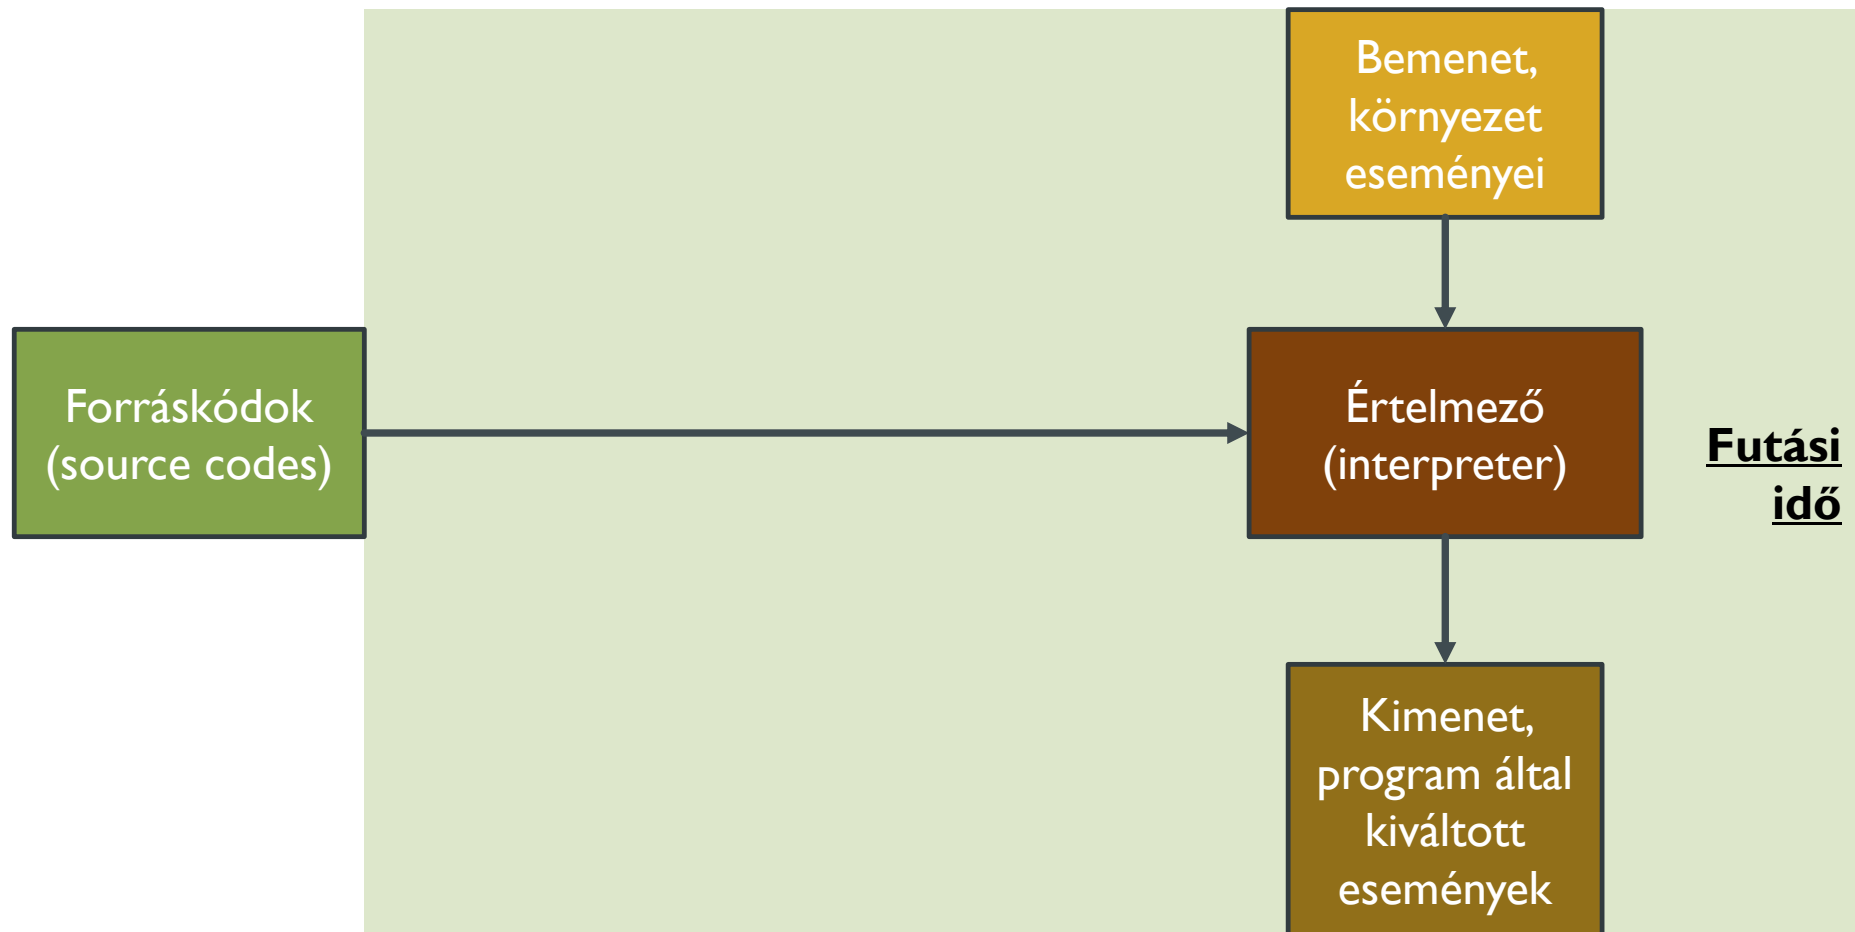 Bemenet,
környezet
eseményei
Forráskódok
(source codes)
Értelmező
(interpreter)
Futási
idő
Kimenet,
program által
kiváltott
események